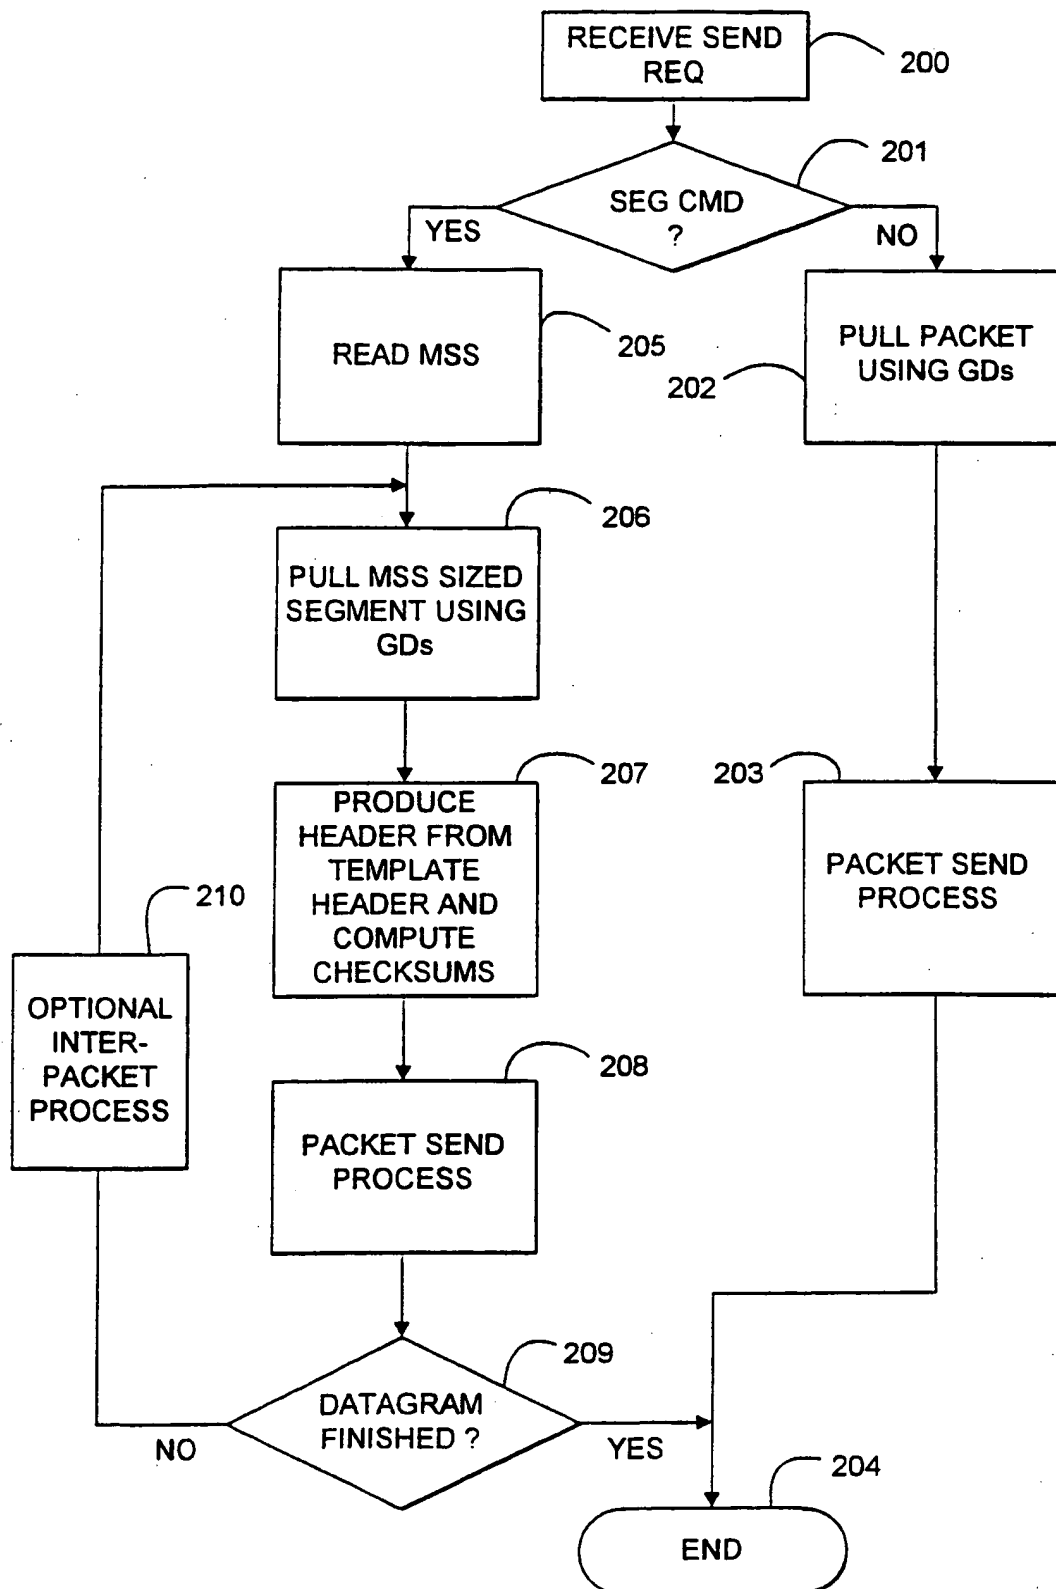 RECEIVE SEND
REQ
200
201
SEG CMD
?
YES
NO
READ MSS
205
PULL PACKET
USING GDs
202
206
PULL MSS SIZED
SEGMENT USING
GDs
207
203
PRODUCE
HEADER FROM
TEMPLATE
HEADER AND
COMPUTE
CHECKSUMS
PACKET SEND
PROCESS
210
OPTIONAL
INTER-
PACKET
PROCESS
208
PACKET SEND
PROCESS
209
DATAGRAM
FINISHED ?
NO
YES
204
END